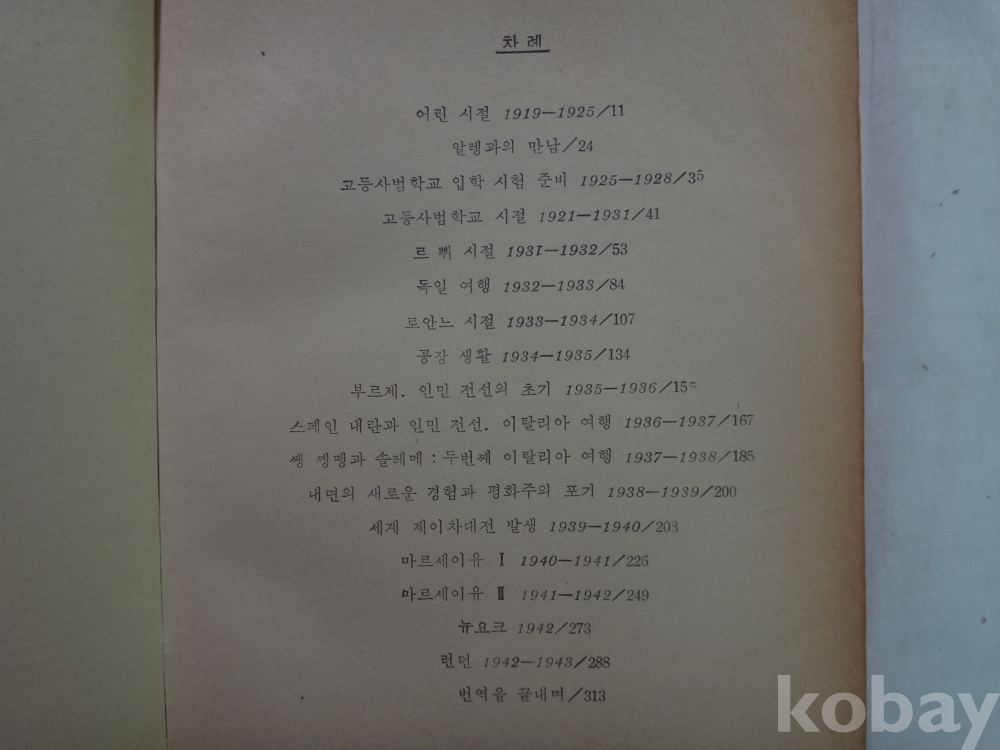 차 례
어린 시절 1919—1925/11
알렝과의 만남/24
고등사범학교 입학 시험 준비 1925—1928/35
고등사범학교 시절 1921—1931/41
르 쀠 시절 1931—1932/53
독일 여행 1932—1933/84
로안느 시절 1933—1934/107
공장 생활 1934—1935/134
부르제. 인민 전선의 초기 1935—1936/155
스페인 내란과 인민 전선. 이탈리아 여행 1936—1937/167
쌩 깽뗑과 솔레메 : 두번째 이탈리아 여행 1937—1938/185
내면의 새로운 경험과 평화주의 포기 1938—1939/200
세계 제이차대전 발생 1939—1940/208
마르세이유 Ⅰ 1940—1941/226
마르세이유 Ⅱ 1941—1942/249
뉴요크 1942/273
런던 1942—1943/288
번역을 끝내며/313
kobay